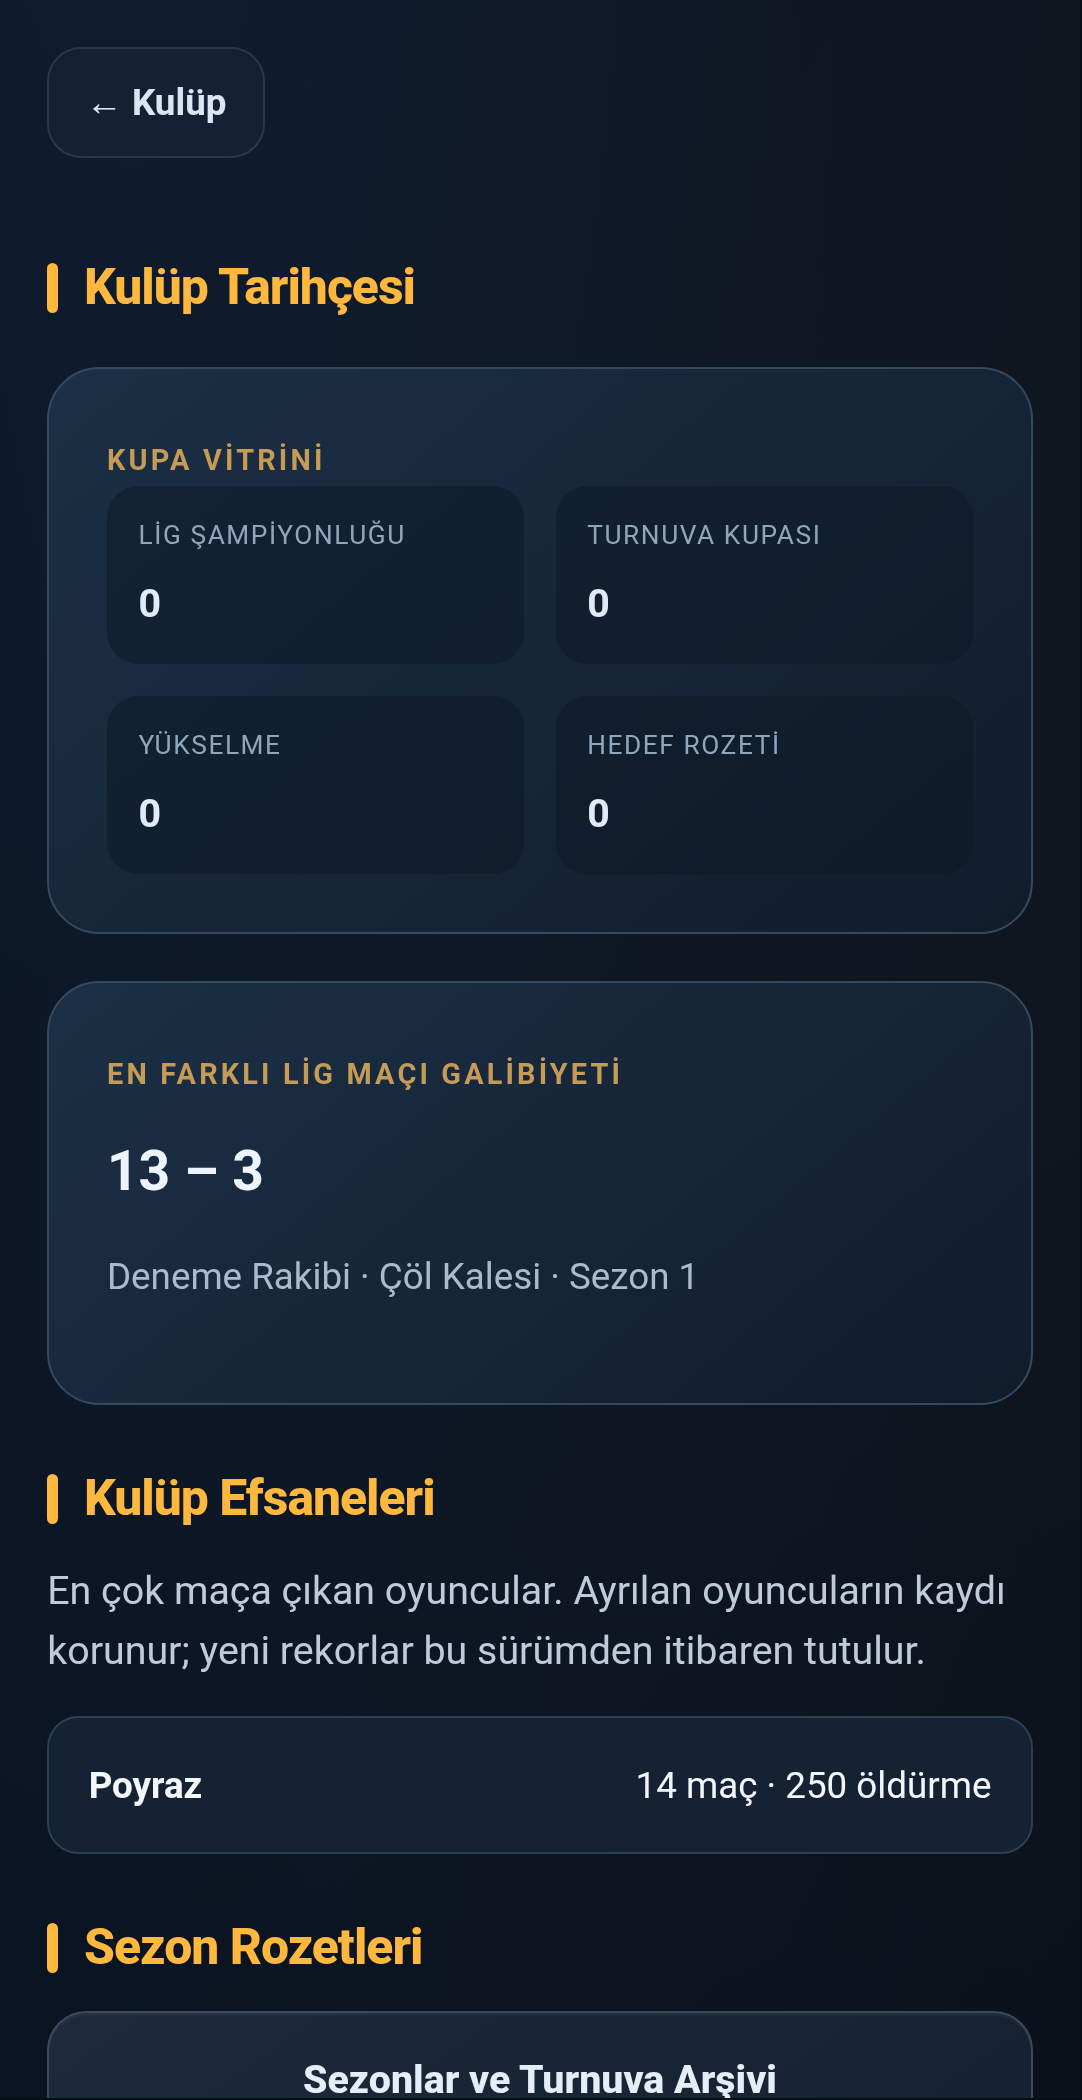 ← Kulüp
Kulüp Tarihçesi
KUPA VİTRİNİ
LİG ŞAMPİYONLUĞU
0
TURNUVA KUPASI
0
YÜKSELME
0
HEDEF ROZETİ
0
EN FARKLI LİG MAÇI GALİBİYETİ
13 – 3
Deneme Rakibi · Çöl Kalesi · Sezon 1
Kulüp Efsaneleri
En çok maça çıkan oyuncular. Ayrılan oyuncuların kaydı
korunur; yeni rekorlar bu sürümden itibaren tutulur.
Poyraz 14 maç · 250 öldürme
Sezon Rozetleri
Sezonlar ve Turnuva Arşivi